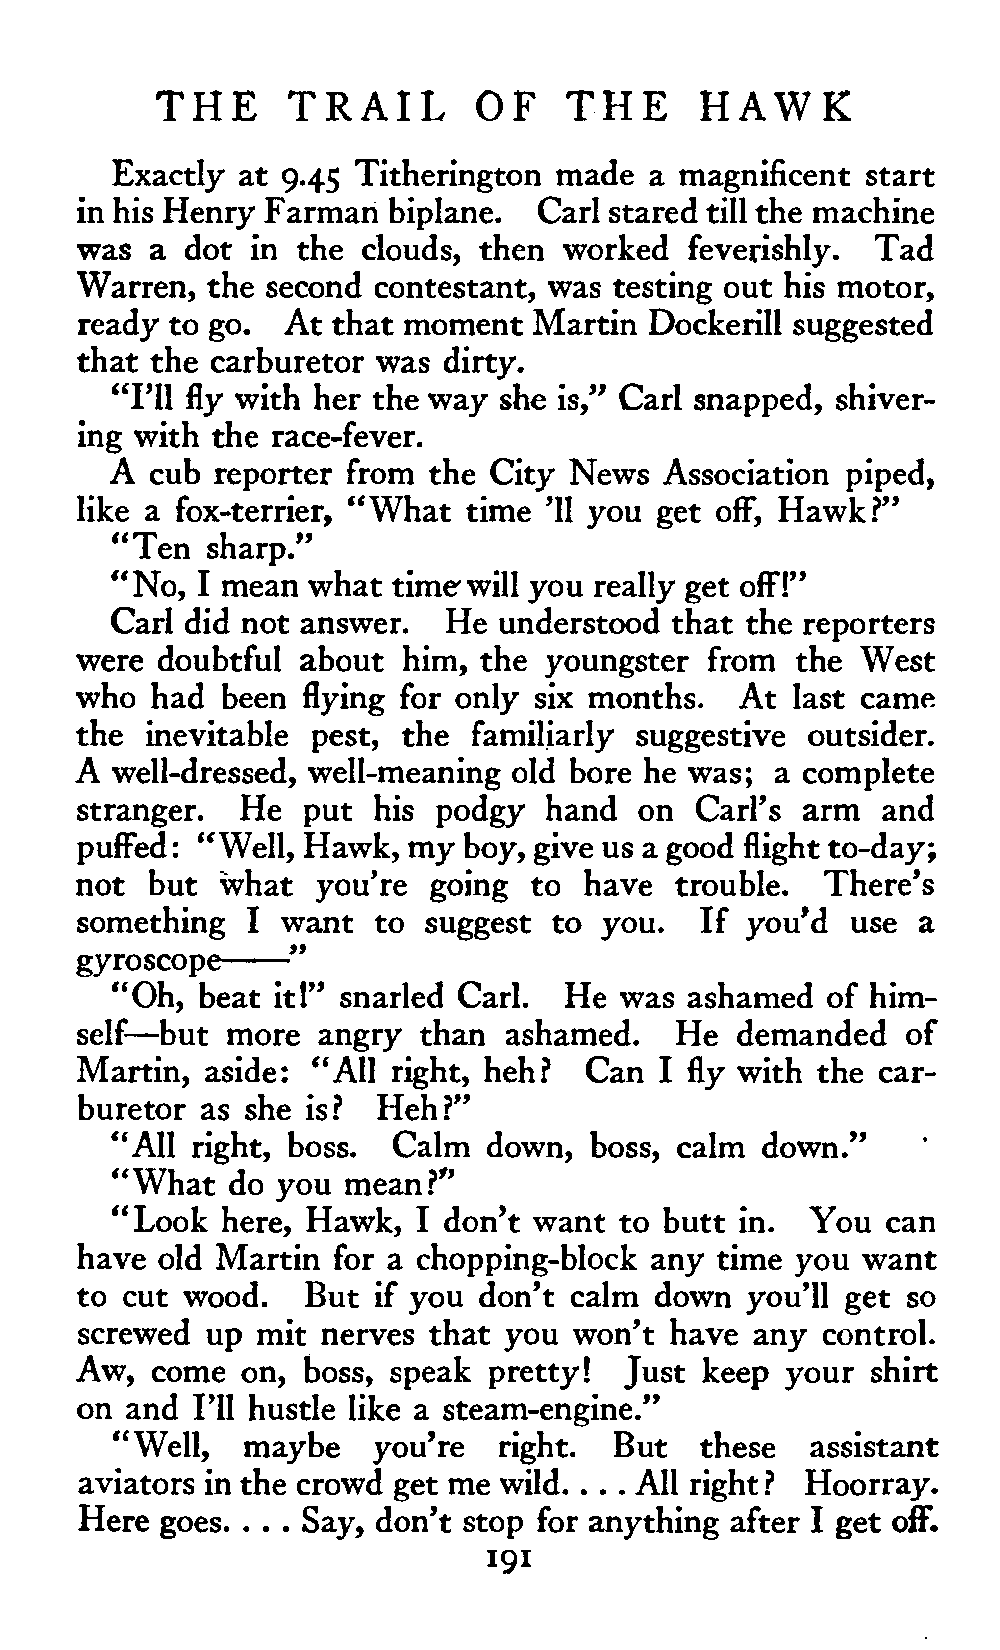 THE TRAIL OF THE HAWK
Exactly at 9.45 Titherington made a magnificent start
in his Henry Farman biplane. Carl stared till the machine
was a dot in the clouds, then worked feverishly. Tad
Warren, the second contestant, was testing out his motor,
ready to go. At that moment Martin Dockerill suggested
that the carburetor was dirty.
“I’ll fly with her the way she is,” Carl snapped, shiver-
ing with the race-fever.
A cub reporter from the City News Association piped,
like a fox-terrier, “What time ’ll you get off, Hawk?”
“Ten sharp.”
“No, I mean what time will you really get off!”
Carl did not answer. He understood that the reporters
were doubtful about him, the youngster from the West
who had been flying for only six months. At last came
the inevitable pest, the familiarly suggestive outsider.
A well-dressed, well-meaning old bore he was; a complete
stranger. He put his podgy hand on Carl’s arm and
puffed: “Well, Hawk, my boy, give us a good flight to-day;
not but what you’re going to have trouble. There’s
something I want to suggest to you. If you’d use a
gyroscope——”
“Oh, beat it!” snarled Carl. He was ashamed of him-
self—but more angry than ashamed. He demanded of
Martin, aside: “All right, heh? Can I fly with the car-
buretor as she is? Heh?”
“All right, boss. Calm down, boss, calm down.”
“What do you mean?”
“Look here, Hawk, I don’t want to butt in. You can
have old Martin for a chopping-block any time you want
to cut wood. But if you don’t calm down you’ll get so
screwed up mit nerves that you won’t have any control.
Aw, come on, boss, speak pretty! Just keep your shirt
on and I’ll hustle like a steam-engine.”
“Well, maybe you’re right. But these assistant
aviators in the crowd get me wild. . . . All right? Hoorray.
Here goes. . . . Say, don’t stop for anything after I get off.
191